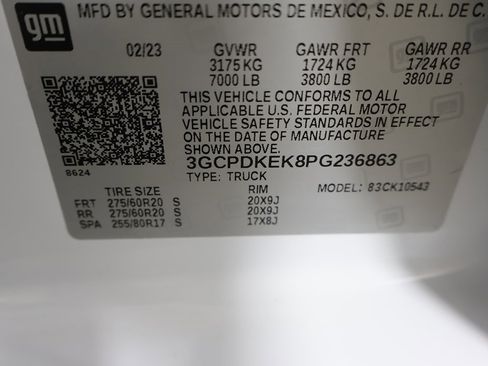 MFD BY GENERAL MOTORS DE MEXICO, S. DE R.L. DE C.
gm
02/23 GVWR GAWR FRT GAWR RR
3175 KG 1724 KG 1724 KG
7000 LB 3800 LB 3800 LB
THIS VEHICLE CONFORMS TO ALL
APPLICABLE U.S. FEDERAL MOTOR
VEHICLE SAFETY STANDARDS IN EFFECT
ON THE DATE OF MANUFACTURE
SHOWN ABOVE.
8624
3GCPDKEK8PG236863
TYPE: TRUCK MODEL: 83CK10543
TIRE SIZE RIM
FRT 275/60R20 S 20X9J
RR 275/60R20 S 20X9J
SPA 255/80R17 S 17X8J